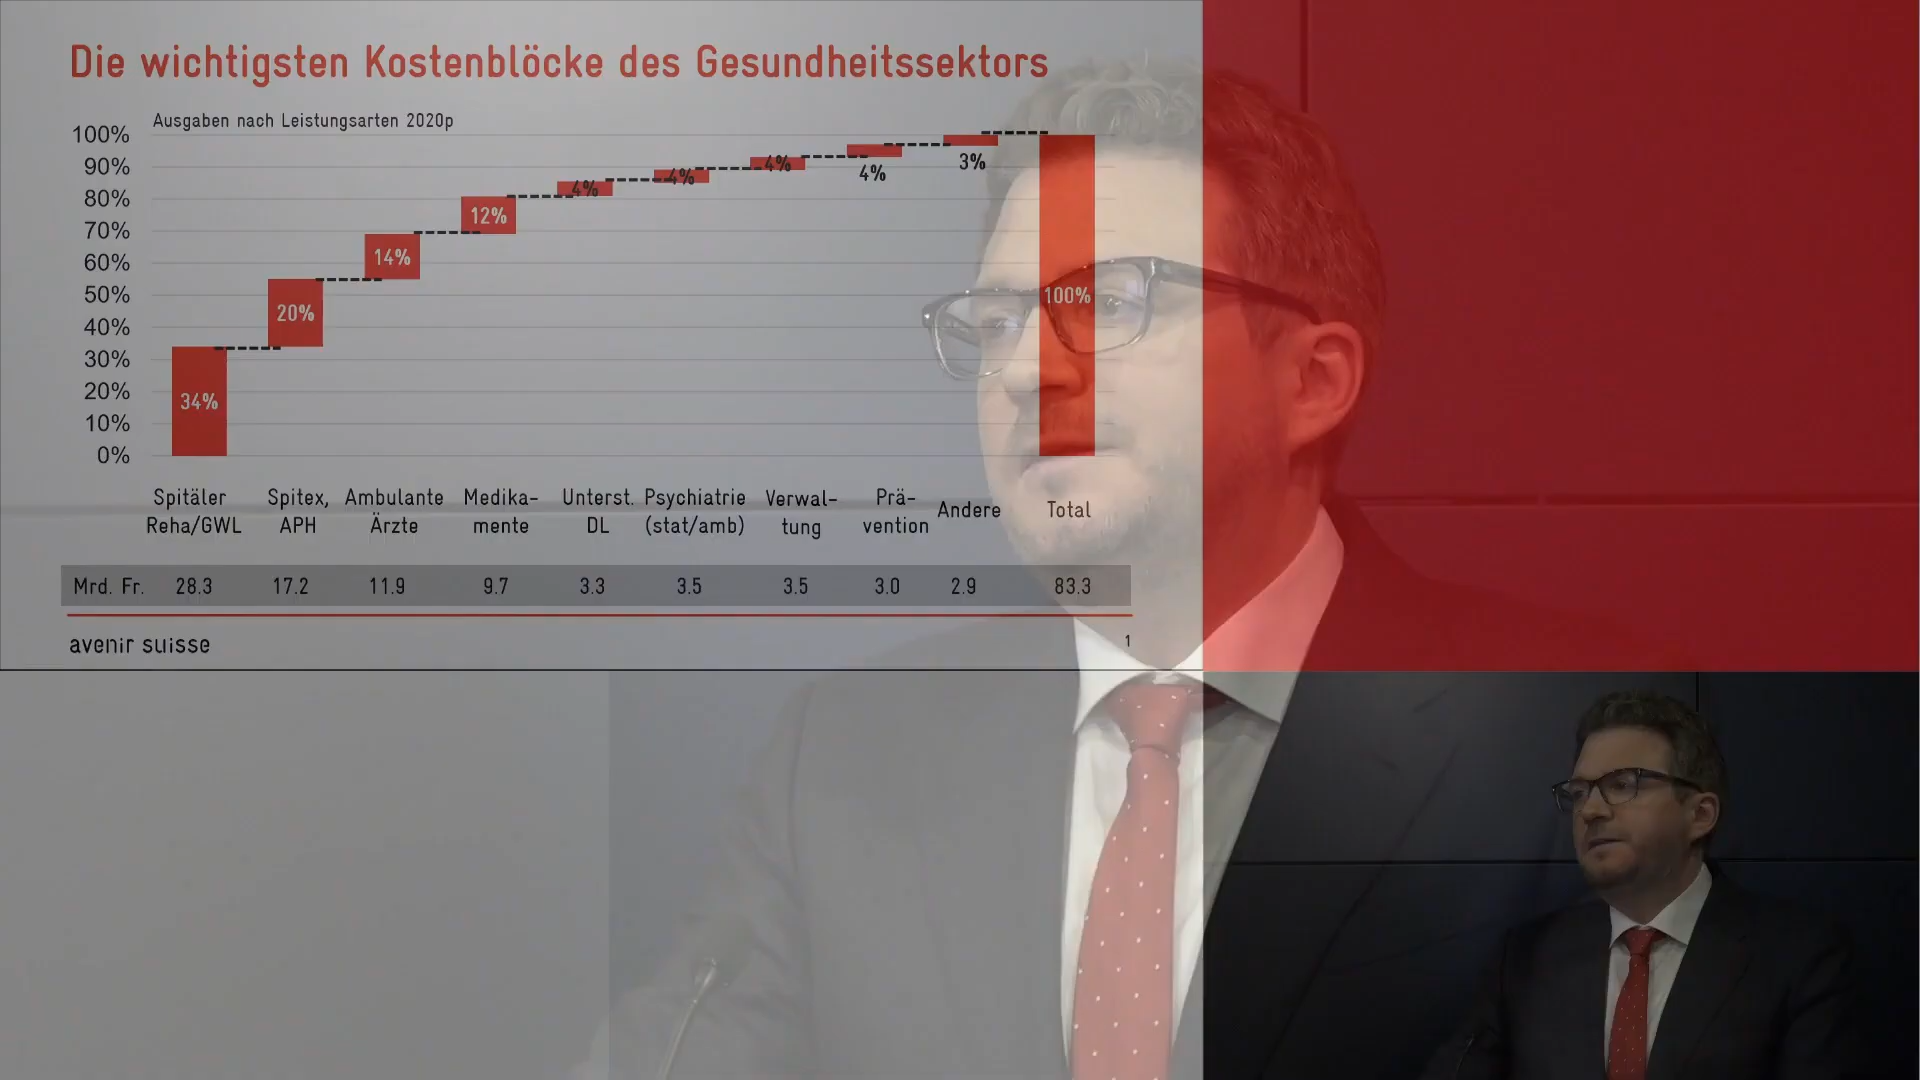 Die wichtigsten Kostenblöcke des Gesundheitssektors
Ausgaben nach Leistungsarten 2020p
100%
90%
80%
70%
60%
50%
40%
30%
20%
10%
0%
34%
20%
14%
12%
4%
4%
4%
4%
3%
100%
Spitäler
Reha/GWL
Spitex,
APH
Ambulante
Ärzte
Medika-
mente
Unterst.
DL
Psychiatrie
(stat/amb)
Verwal-
tung
Prä-
vention
Andere
Total
Mrd. Fr. 28.3 17.2 11.9 9.7 3.3 3.5 3.5 3.0 2.9 83.3
avenir suisse
1